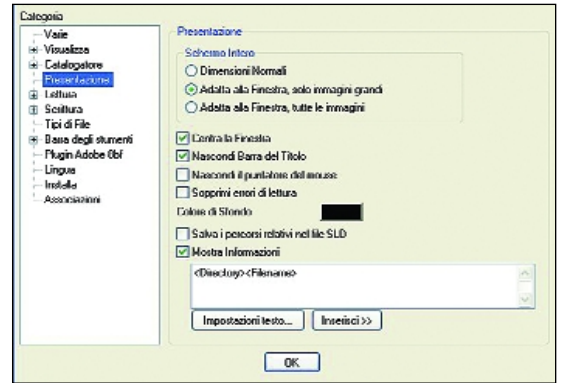 Categoria
Varie
Visualizza
Catalogatore
Presentazione
Lettura
Scrittura
Tipi di File
Barra degli strumenti
Plugin Adobe 8bf
Lingua
Installa
Associazioni
Presentazione
Schermo Intero
Dimensioni Normali
Adatta alla Finestra, solo immagini grandi
Adatta alla Finestra, tutte le immagini
Centra la Finestra
Nascondi Barra del Titolo
Nascondi il puntatore del mouse
Sopprimi errori di lettura
Colore di Sfondo
Salva i percorsi relativi nel file SLD
Mostra Informazioni
<Directory><Filename>
Impostazioni testo...
Inserisci >>
OK